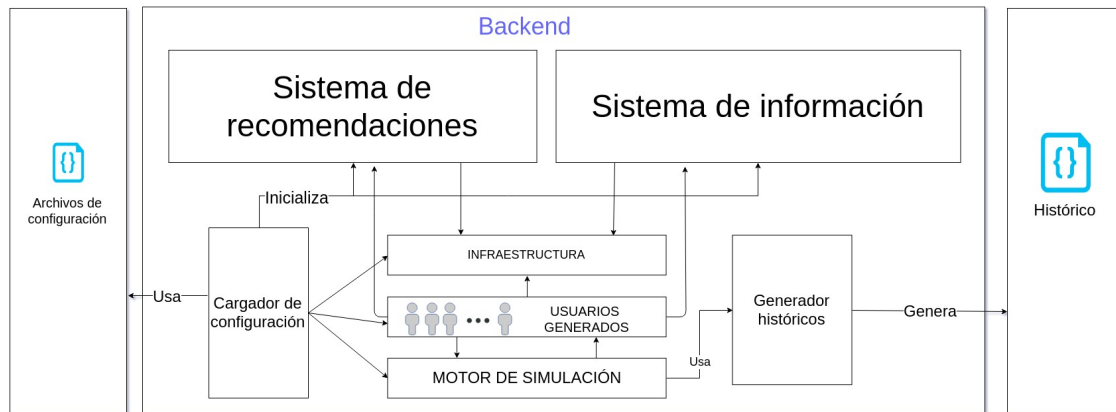 Backend
Sistema de
recomendaciones
Sistema de información
Archivos de
configuración
Histórico
Inicializa
INFRAESTRUCTURA
Usa
Cargador de
configuración
USUARIOS
GENERADOS
Generador
históricos
Genera
Usa
MOTOR DE SIMULACIÓN